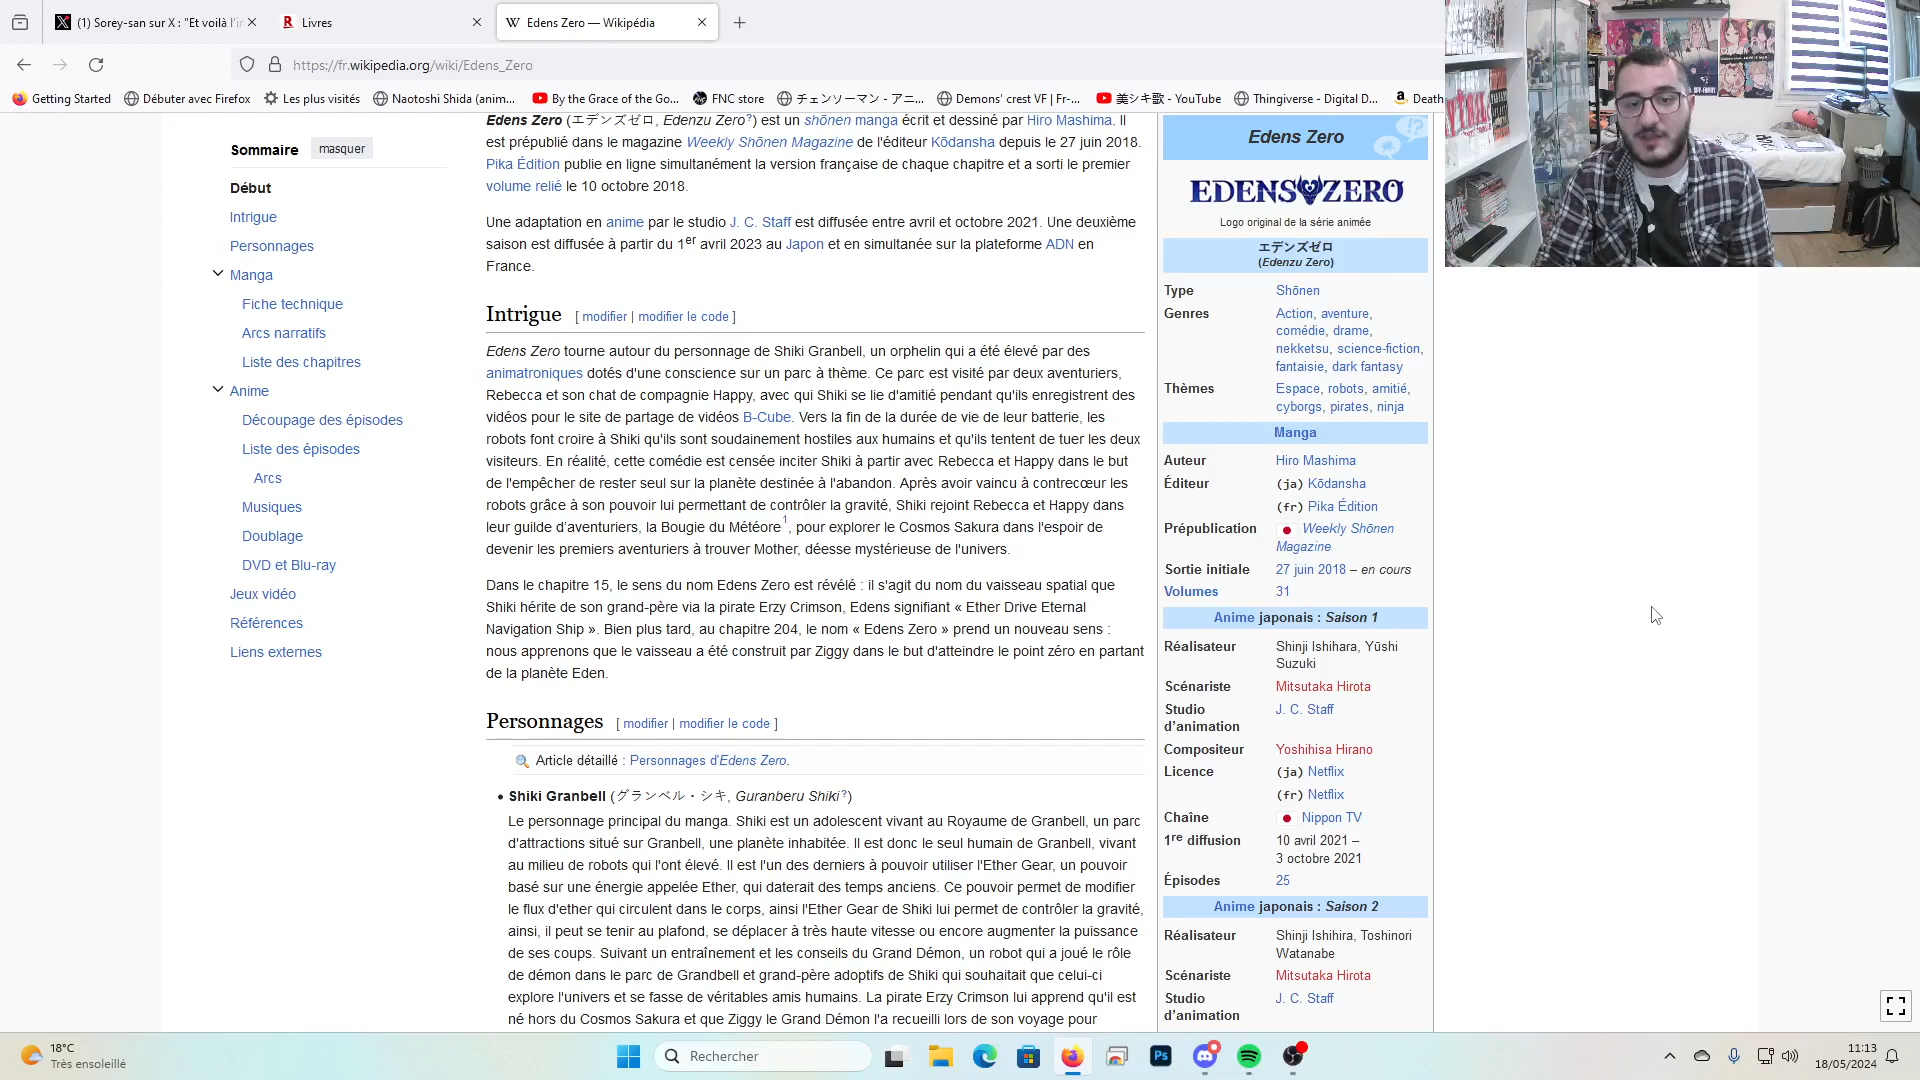 (1) Sorey-san sur X : "Et voilà l'in
Livres
Edens Zero — Wikipédia
https://fr.wikipedia.org/wiki/Edens_Zero
Getting Started
Débuter avec Firefox
Les plus visités
Naotoshi Shida (anim...
By the Grace of the Go...
FNC store
チェンソーマン - アニ...
Demons' crest VF | Fr-...
美シキ歌 - YouTube
Thingiverse - Digital D...
Death
Sommaire
masquer
Début
Intrigue
Personnages
Manga
Fiche technique
Arcs narratifs
Liste des chapitres
Anime
Découpage des épisodes
Liste des épisodes
Arcs
Musiques
Doublage
DVD et Blu-ray
Jeux vidéo
Références
Liens externes
Edens Zero (エデンズゼロ, Edenzu Zero?) est un shōnen manga écrit et dessiné par Hiro Mashima. Il
est prépublié dans le magazine Weekly Shōnen Magazine de l'éditeur Kōdansha depuis le 27 juin 2018.
Pika Édition publie en ligne simultanément la version française de chaque chapitre et a sorti le premier
volume relié le 10 octobre 2018.
Une adaptation en anime par le studio J. C. Staff est diffusée entre avril et octobre 2021. Une deuxième
saison est diffusée à partir du 1er avril 2023 au Japon et en simultanée sur la plateforme ADN en
France.
Intrigue [ modifier | modifier le code ]
Edens Zero tourne autour du personnage de Shiki Granbell, un orphelin qui a été élevé par des
animatroniques dotés d'une conscience sur un parc à thème. Ce parc est visité par deux aventuriers,
Rebecca et son chat de compagnie Happy, avec qui Shiki se lie d'amitié pendant qu'ils enregistrent des
vidéos pour le site de partage de vidéos B-Cube. Vers la fin de la durée de vie de leur batterie, les
robots font croire à Shiki qu'ils sont soudainement hostiles aux humains et qu'ils tentent de tuer les deux
visiteurs. En réalité, cette comédie est censée inciter Shiki à partir avec Rebecca et Happy dans le but
de l'empêcher de rester seul sur la planète destinée à l'abandon. Après avoir vaincu à contrecœur les
robots grâce à son pouvoir lui permettant de contrôler la gravité, Shiki rejoint Rebecca et Happy dans
leur guilde d'aventuriers, la Bougie du Météore1, pour explorer le Cosmos Sakura dans l'espoir de
devenir les premiers aventuriers à trouver Mother, déesse mystérieuse de l'univers.
Dans le chapitre 15, le sens du nom Edens Zero est révélé : il s'agit du nom du vaisseau spatial que
Shiki hérite de son grand-père via la pirate Erzy Crimson, Edens signifiant « Ether Drive Eternal
Navigation Ship ». Bien plus tard, au chapitre 204, le nom « Edens Zero » prend un nouveau sens :
nous apprenons que le vaisseau a été construit par Ziggy dans le but d'atteindre le point zéro en partant
de la planète Eden.
Personnages [ modifier | modifier le code ]
Article détaillé : Personnages d'Edens Zero.
• Shiki Granbell (グランベル・シキ, Guranberu Shiki?)
Le personnage principal du manga. Shiki est un adolescent vivant au Royaume de Granbell, un parc
d'attractions situé sur Granbell, une planète inhabitée. Il est donc le seul humain de Granbell, vivant
au milieu de robots qui l'ont élevé. Il est l'un des derniers à pouvoir utiliser l'Ether Gear, un pouvoir
basé sur une énergie appelée Ether, qui daterait des temps anciens. Ce pouvoir permet de modifier
le flux d'ether qui circulent dans le corps, ainsi l'Ether Gear de Shiki lui permet de contrôler la gravité,
ainsi, il peut se tenir au plafond, se déplacer à très haute vitesse ou encore augmenter la puissance
de ses coups. Suivant un entraînement et les conseils du Grand Démon, un robot qui a joué le rôle
de démon dans le parc de Grandbell et grand-père adoptifs de Shiki qui souhaitait que celui-ci
explore l'univers et se fasse de véritables amis humains. La pirate Erzy Crimson lui apprend qu'il est
né hors du Cosmos Sakura et que Ziggy le Grand Démon l'a recueilli lors de son voyage pour
Edens Zero
EDENS ZERO
Logo original de la série animée
エデンズゼロ
(Edenzu Zero)
Type Shōnen
Genres Action, aventure,
comédie, drame,
nekketsu, science-fiction,
fantaisie, dark fantasy
Thèmes Espace, robots, amitié,
cyborgs, pirates, ninja
Manga
Auteur Hiro Mashima
Éditeur (ja) Kōdansha
(fr) Pika Édition
Prépublication Weekly Shōnen
Magazine
Sortie initiale 27 juin 2018 – en cours
Volumes 31
Anime japonais : Saison 1
Réalisateur Shinji Ishihara, Yūshi
Suzuki
Scénariste Mitsutaka Hirota
Studio J. C. Staff
d'animation
Compositeur Yoshihisa Hirano
Licence (ja) Netflix
(fr) Netflix
Chaîne Nippon TV
1re diffusion 10 avril 2021 –
3 octobre 2021
Épisodes 25
Anime japonais : Saison 2
Réalisateur Shinji Ishihira, Toshinori
Watanabe
Scénariste Mitsutaka Hirota
Studio J. C. Staff
d'animation
18°C
Très ensoleillé
Rechercher
Ps
11:13
18/05/2024